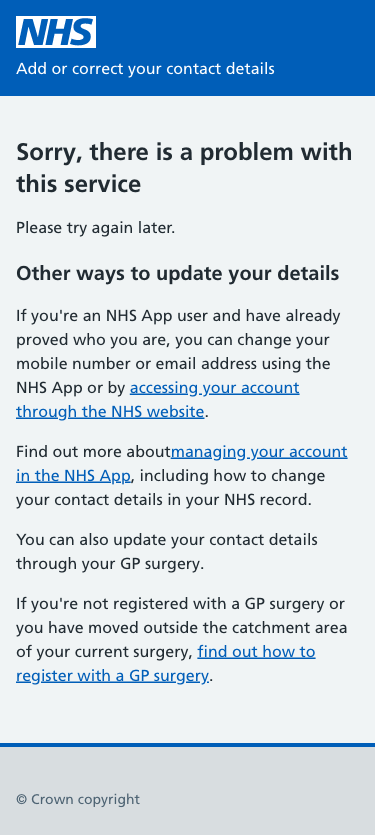 NHS
Add or correct your contact details
Sorry, there is a problem with
this service
Please try again later.
Other ways to update your details
If you're an NHS App user and have already
proved who you are, you can change your
mobile number or email address using the
NHS App or by accessing your account
through the NHS website.
Find out more aboutmanaging your account
in the NHS App, including how to change
your contact details in your NHS record.
You can also update your contact details
through your GP surgery.
If you're not registered with a GP surgery or
you have moved outside the catchment area
of your current surgery, find out how to
register with a GP surgery.
© Crown copyright